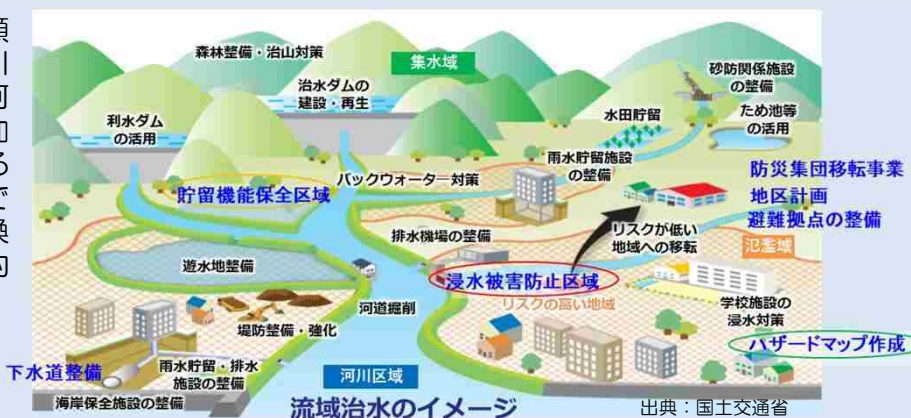 森林整備・治山対策
集水域
砂防関係施設
の整備
治水ダムの
建設・再生
水田貯留
ため池等
の活用
利水ダム
の活用
雨水貯留施設
の整備
バックウォーター対策
防災集団移転事業
貯留機能保全区域
地区計画
避難拠点の整備
リスクが低い
地域への移転
排水機場の整備
氾濫域
遊水地整備
浸水被害防止区域
リスクの高い地域
学校施設の
浸水対策
河道掘削
堤防整備・強化
ハザードマップ作成
下水道整備
雨水貯留・排水
施設の整備
河川区域
海岸保全施設の整備
流域治水のイメージ
出典：国土交通省